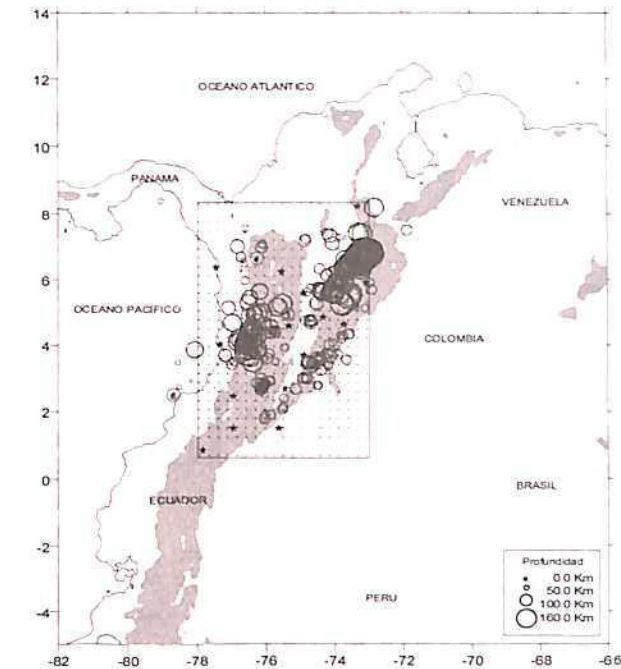 14
12
OCEANO ATLANTICO
10
PANAMA
VENEZUELA
8
6
OCEANO PACIFICO
COLOMBIA
4
2
0
ECUADOR
BRASIL
-2
Profundidad
0.0 Km
50.0 Km
100.0 Km
160.0 Km
PERU
-4
-82 -80 -78 -76 -74 -72 -70 -68 -66